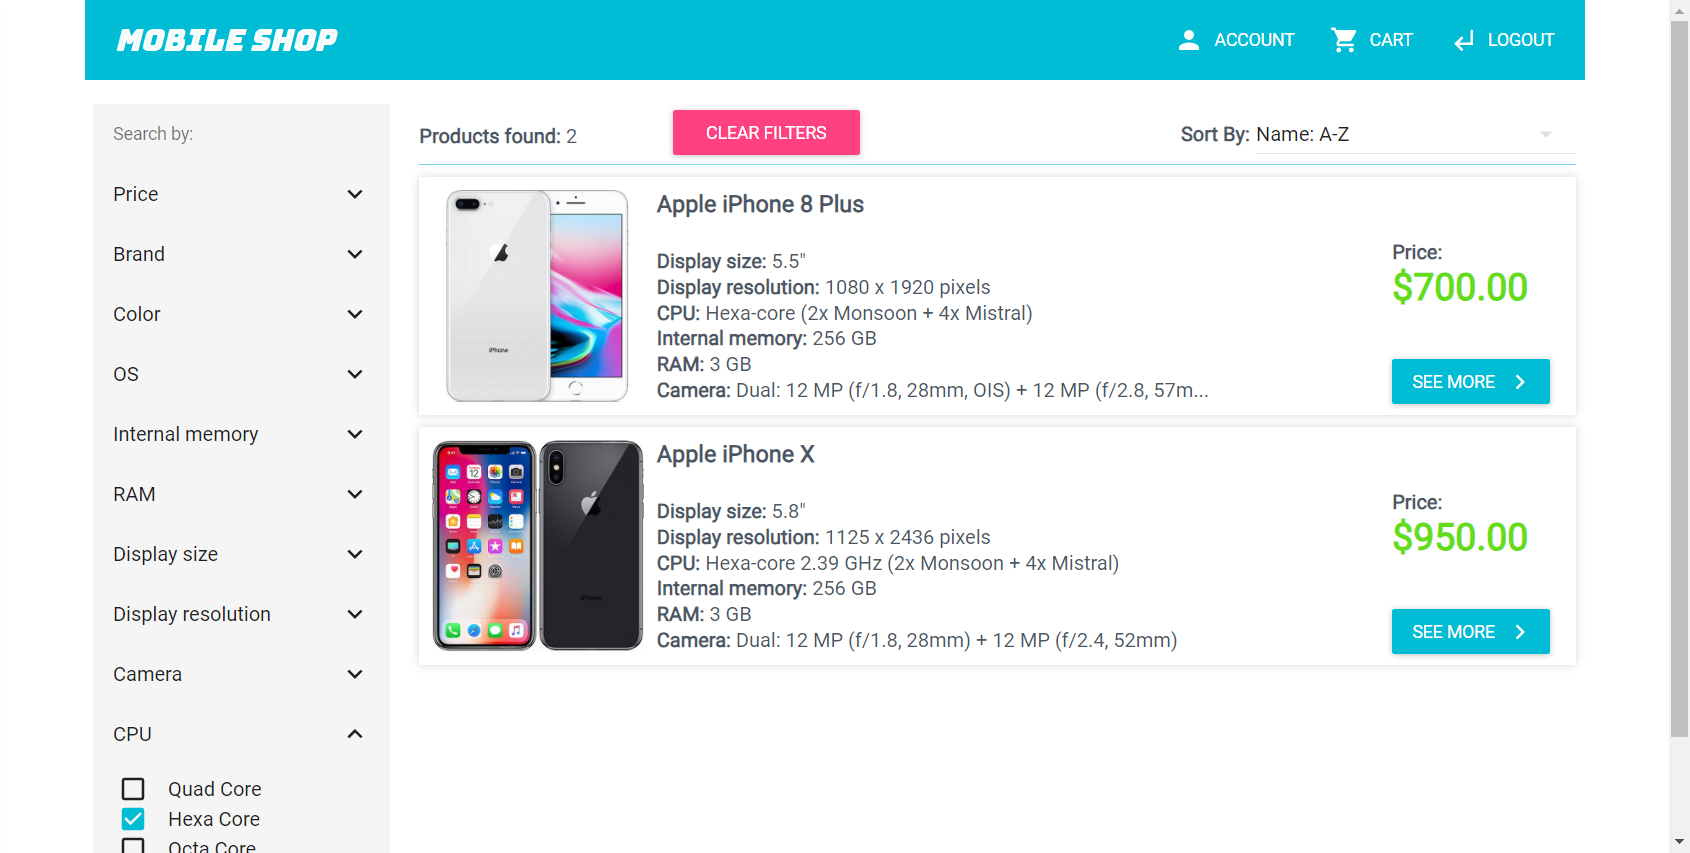 MOBILE SHOP
ACCOUNT
CART
LOGOUT
Search by:
Price
Brand
Color
OS
Internal memory
RAM
Display size
Display resolution
Camera
CPU
Quad Core
Hexa Core
Octa Core
Products found: 2
CLEAR FILTERS
Sort By: Name: A-Z
iPhone
Apple iPhone 8 Plus
Display size: 5.5"
Display resolution: 1080 x 1920 pixels
CPU: Hexa-core (2x Monsoon + 4x Mistral)
Internal memory: 256 GB
RAM: 3 GB
Camera: Dual: 12 MP (f/1.8, 28mm, OIS) + 12 MP (f/2.8, 57m...
Price:
$700.00
SEE MORE
iPhone
Apple iPhone X
Display size: 5.8"
Display resolution: 1125 x 2436 pixels
CPU: Hexa-core 2.39 GHz (2x Monsoon + 4x Mistral)
Internal memory: 256 GB
RAM: 3 GB
Camera: Dual: 12 MP (f/1.8, 28mm) + 12 MP (f/2.4, 52mm)
Price:
$950.00
SEE MORE